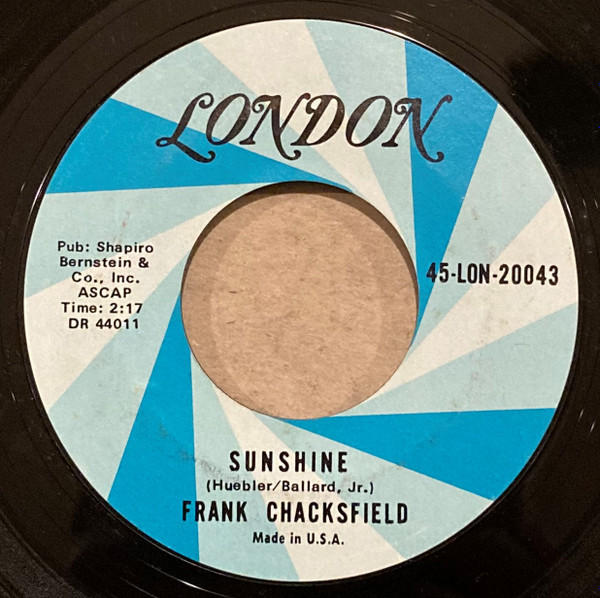 LONDON
Pub: Shapiro
Bernstein &
Co., Inc.
ASCAP
Time: 2:17
DR 44011
45-LON-20043
SUNSHINE
(Huebler/Ballard, Jr.)
FRANK CHACKSFIELD
Made in U.S.A.